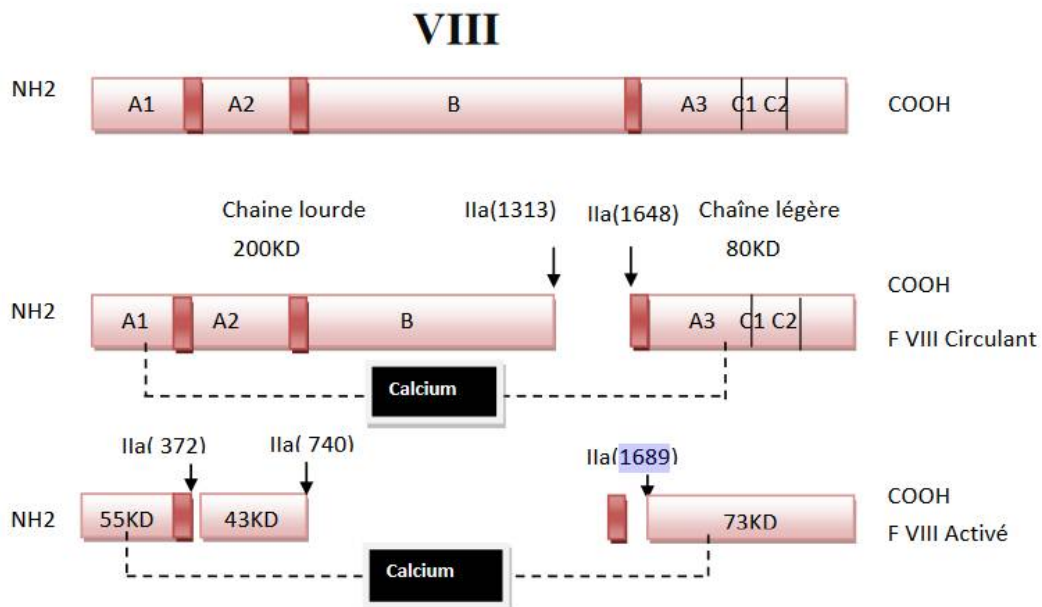 VIII
NH2 A1 A2 B A3 C1 C2 COOH
Chaine lourde IIa(1313) IIa(1648) Chaîne légère
200KD 80KD
COOH
NH2 A1 A2 B A3 C1 C2
F VIII Circulant
Calcium
IIa( 372) IIa( 740) IIa(1689)
COOH
NH2 55KD 43KD 73KD
F VIII Activé
Calcium